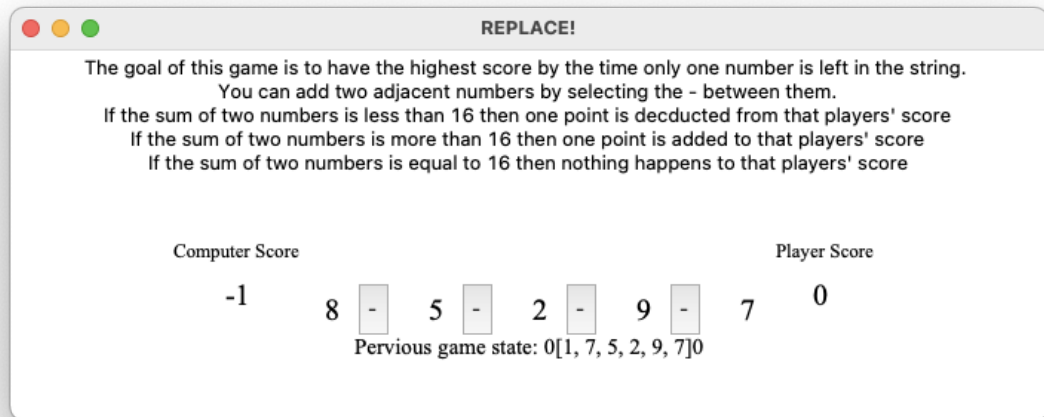 REPLACE!
The goal of this game is to have the highest score by the time only one number is left in the string.
You can add two adjacent numbers by selecting the - between them.
If the sum of two numbers is less than 16 then one point is decducted from that players' score
If the sum of two numbers is more than 16 then one point is added to that players' score
If the sum of two numbers is equal to 16 then nothing happens to that players' score
Computer Score
Player Score
-1
8 - 5 - 2 - 9 - 7
0
Pervious game state: 0[1, 7, 5, 2, 9, 7]0